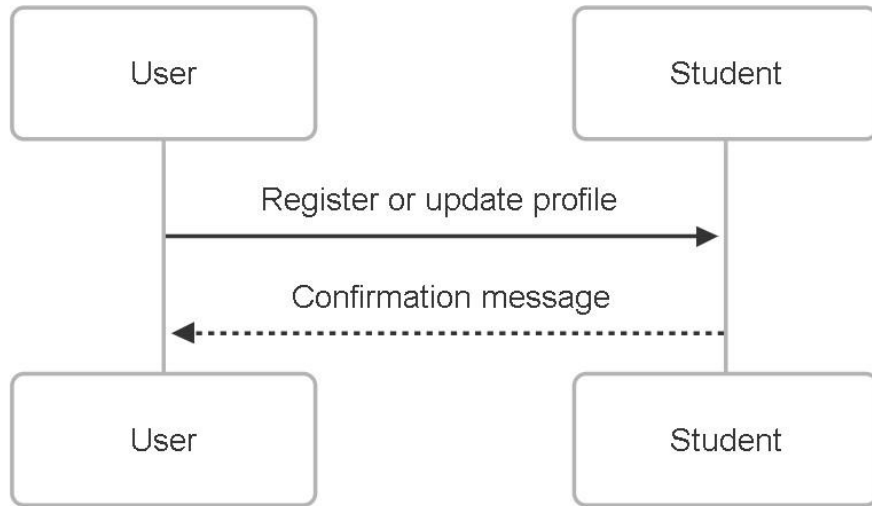 User
Student
Register or update profile
Confirmation message
User
Student